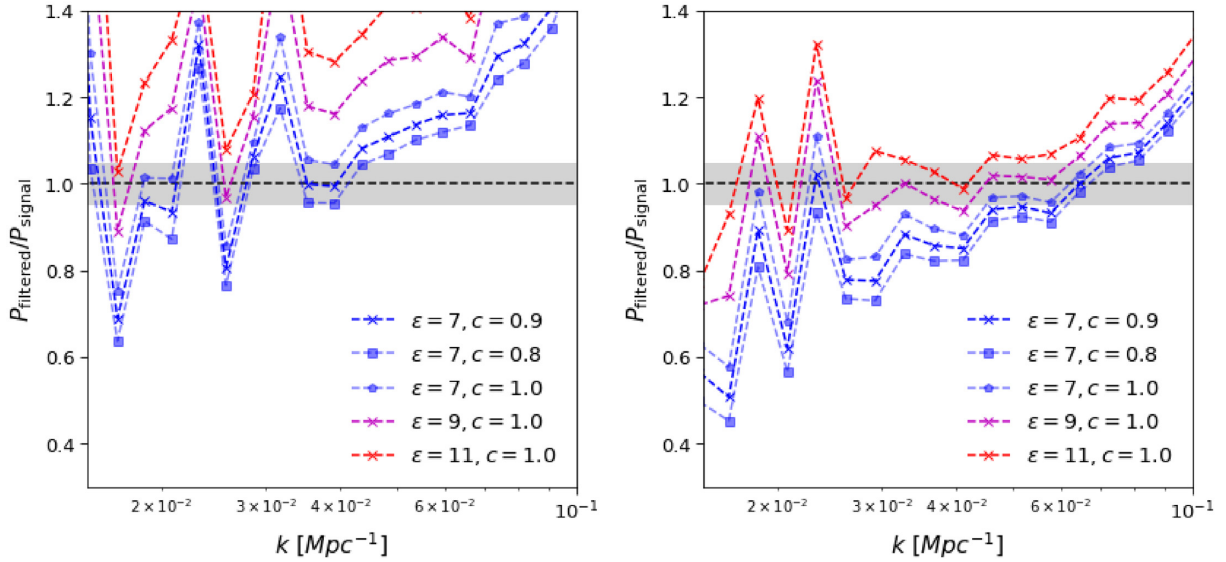 1.4
1.2
1.0
0.8
0.6
0.4
P_filtered/P_signal
ε = 7, c = 0.9
ε = 7, c = 0.8
ε = 7, c = 1.0
ε = 9, c = 1.0
ε = 11, c = 1.0
2 × 10⁻² 3 × 10⁻² 4 × 10⁻² 6 × 10⁻² 10⁻¹
k [Mpc⁻¹]
1.4
1.2
1.0
0.8
0.6
0.4
P_filtered/P_signal
ε = 7, c = 0.9
ε = 7, c = 0.8
ε = 7, c = 1.0
ε = 9, c = 1.0
ε = 11, c = 1.0
2 × 10⁻² 3 × 10⁻² 4 × 10⁻² 6 × 10⁻² 10⁻¹
k [Mpc⁻¹]